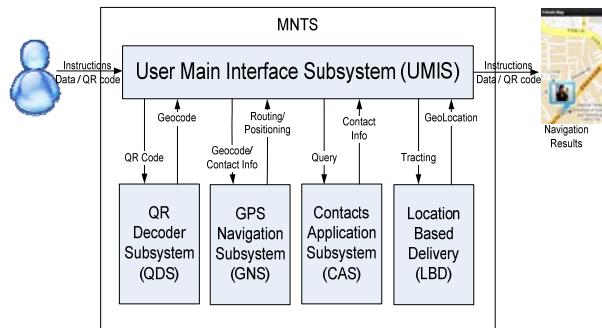 MNTS
Instructions
Data / QR code
User Main Interface Subsystem (UMIS)
Instructions
Data / QR code
Navigation
Results
QR Code
Geocode
Geocode/
Contact Info
Routing/
Positioning
Query
Contact
Info
Tracting
GeoLocation
QR
Decoder
Subsystem
(QDS)
GPS
Navigation
Subsystem
(GNS)
Contacts
Application
Subsystem
(CAS)
Location
Based
Delivery
(LBD)